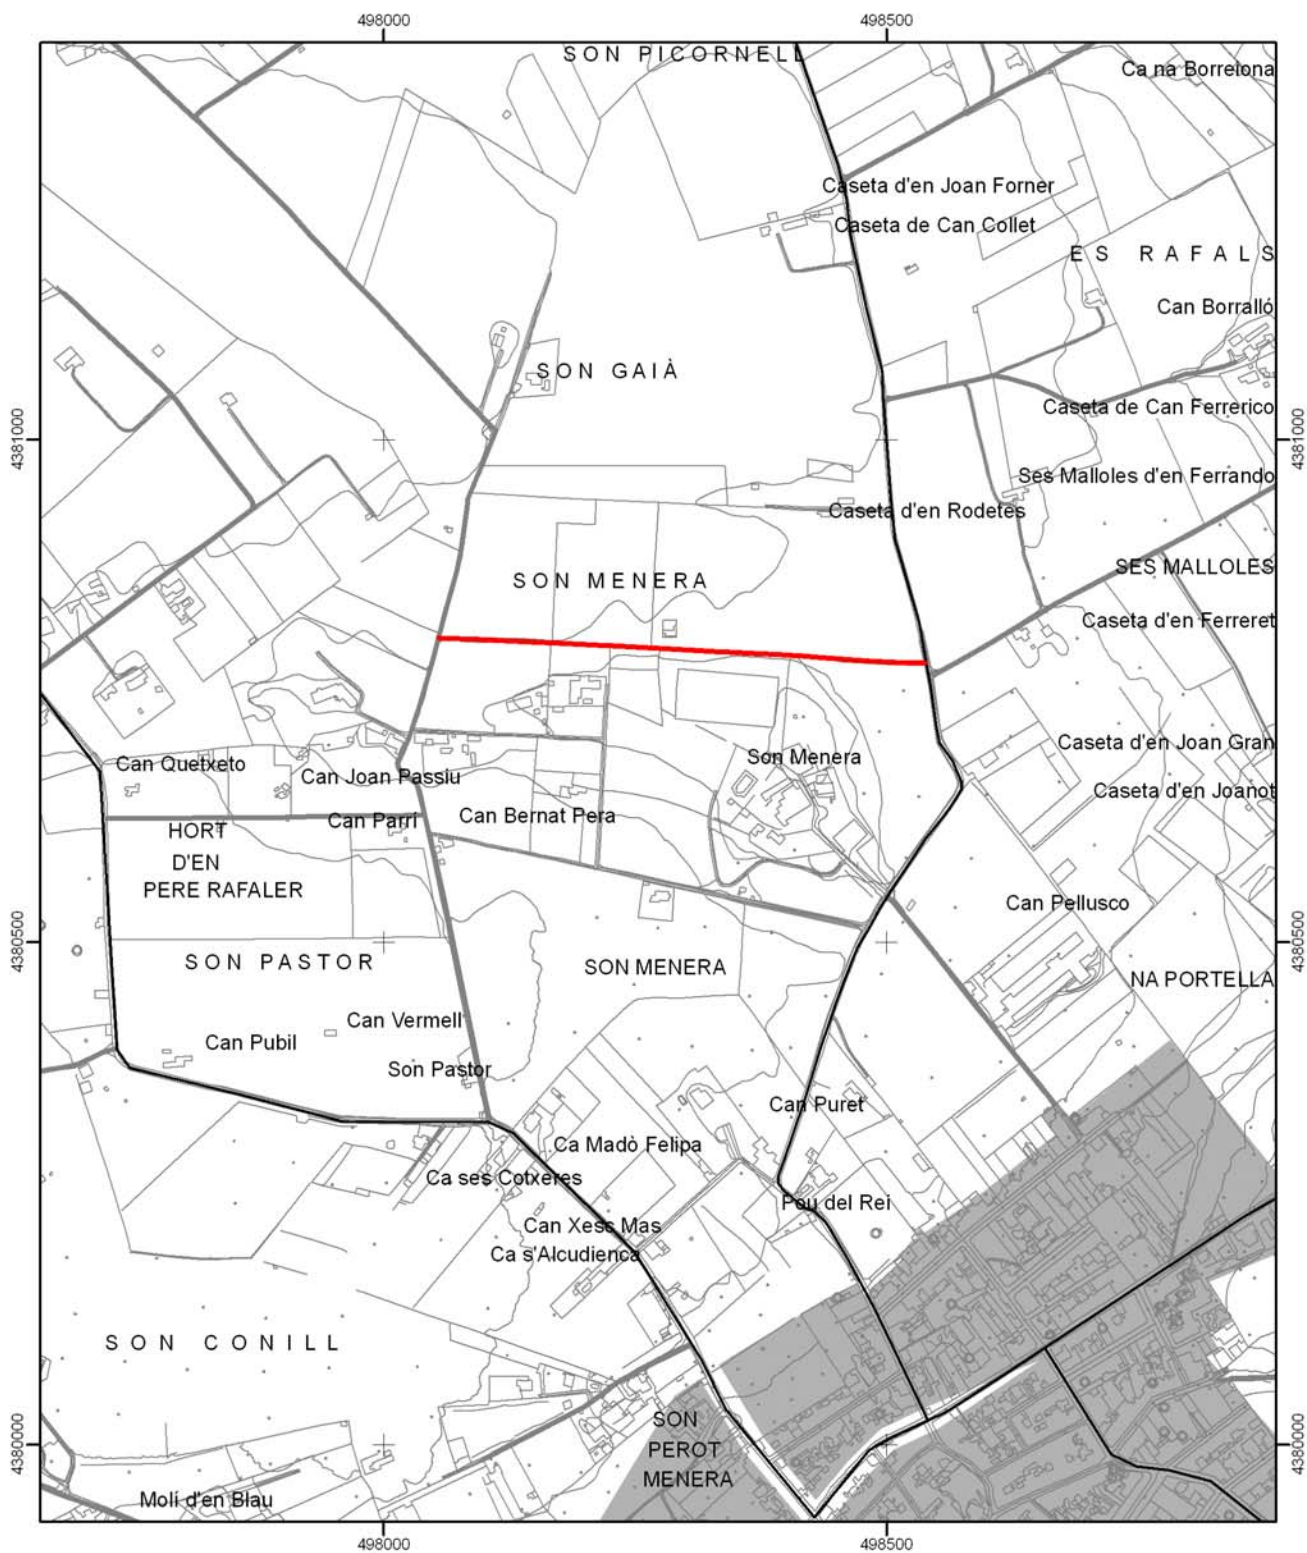 498000
498500
SON PICORNELL
Ca na Borreiona
Caseta d'en Joan Forner
Caseta de Can Collet
ES RAFALS
Can Borralló
SON GAIÀ
Caseta de Can Ferrerico
4381000
4381000
Ses Malloles d'en Ferrando
Caseta d'en Rodetes
SES MALLOLES
SON MENERA
Caseta d'en Ferreret
Caseta d'en Joan Gran
Son Menera
Can Quetxeto
Can Joan Passiu
Caseta d'en Joanot
Can Bernat Pera
Can Parrí
HORT
D'EN
PERE RAFALER
Can Pellusco
4380500
4380500
SON PASTOR
SON MENERA
NA PORTELLA
Can Vermell
Can Pubil
Son Pastor
Can Puret
Ca Madò Felipa
Ca ses Cotxeres
Pou del Rei
Can Xesc Mas
Ca s'Alcudienca
SON CONILL
SON
PEROT
MENERA
4380000
4380000
Molí d'en Blau
498000
498500